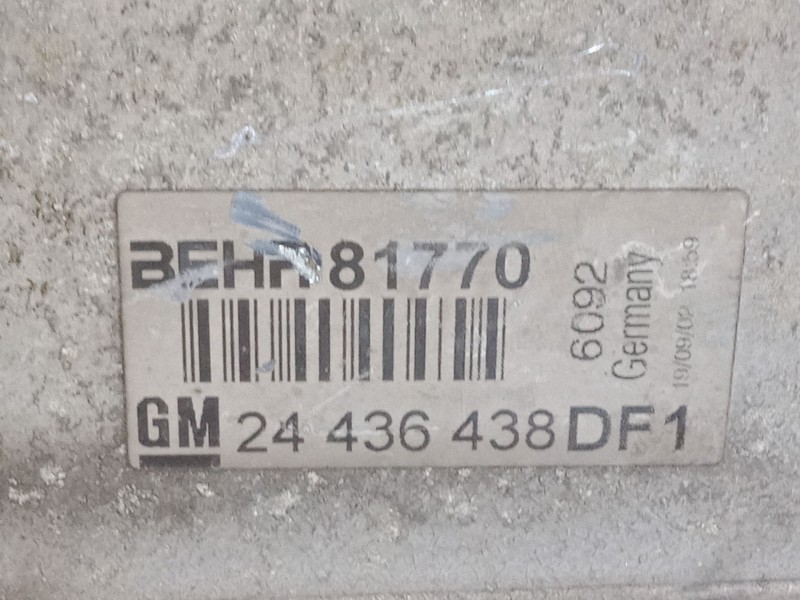 BEHR 81770
GM 24 436 438 DF1
6092
Germany
19/09/02 18:59